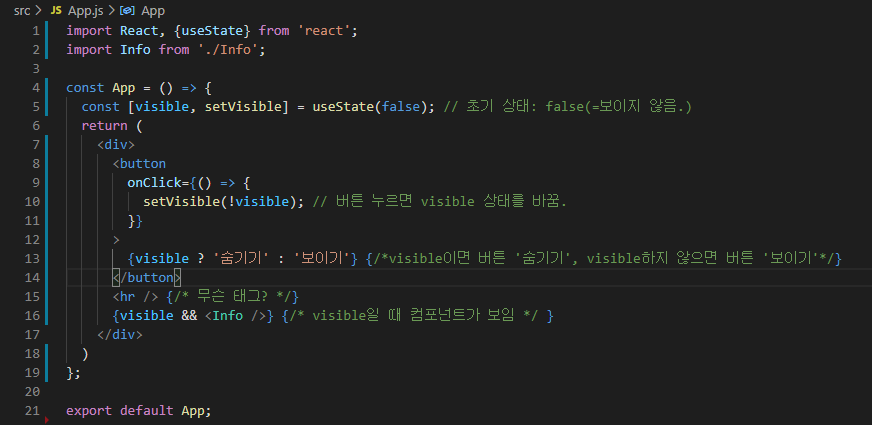 src > JS App.js > App
1 import React, {useState} from 'react';
2 import Info from './Info';
3
4 const App = () => {
5 const [visible, setVisible] = useState(false); // 초기 상태: false(=보이지 않음.)
6 return (
7 <div>
8 <button
9 onClick={() => {
10 setVisible(!visible); // 버튼 누르면 visible 상태를 바꿈.
11 }}
12 >
13 {visible ? '숨기기' : '보이기'} {/*visible이면 버튼 '숨기기', visible하지 않으면 버튼 '보이기'*/}
14 </button>
15 <hr /> {/* 무슨 태그? */}
16 {visible && <Info />} {/* visible일 때 컴포넌트가 보임 */ }
17 </div>
18 )
19 };
20
21 export default App;